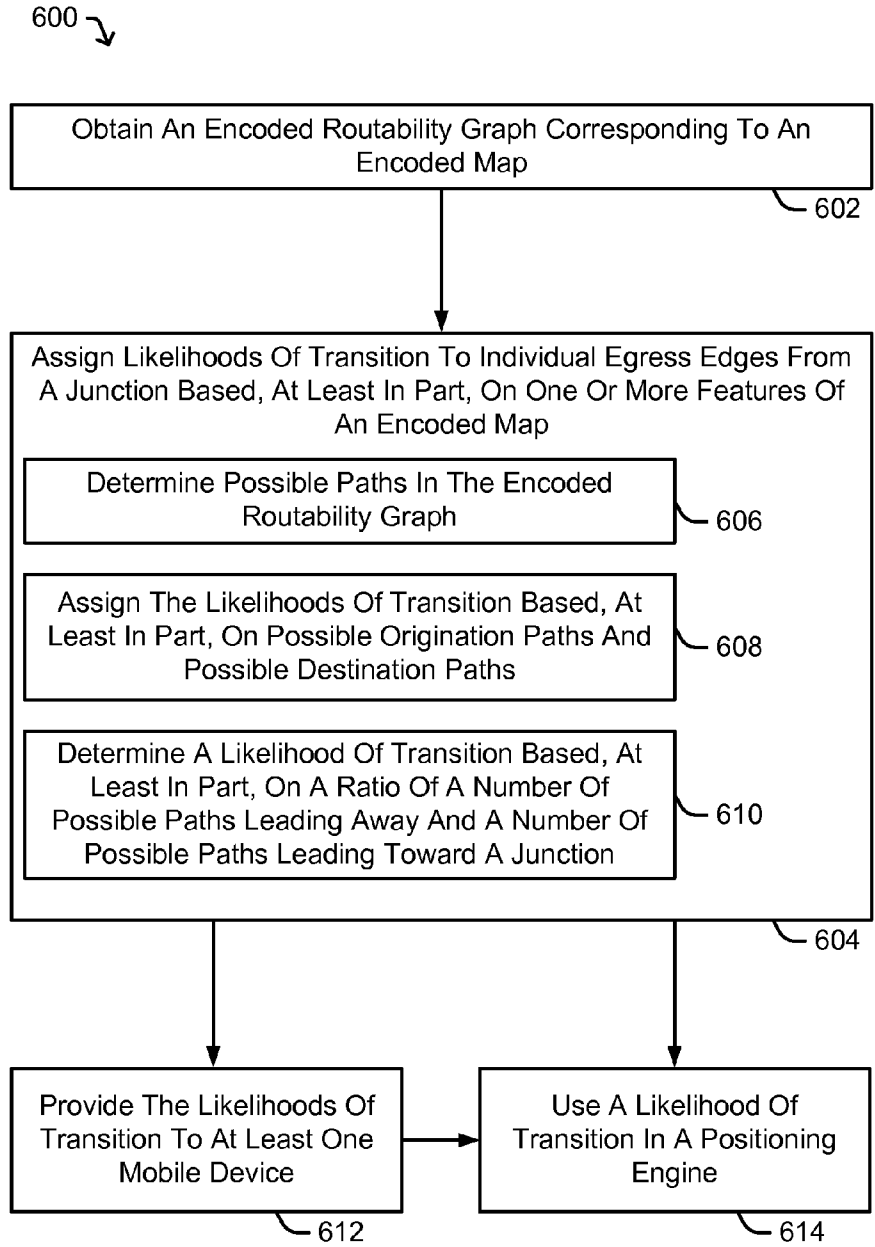 600
Obtain An Encoded Routability Graph Corresponding To An
Encoded Map
602
Assign Likelihoods Of Transition To Individual Egress Edges From
A Junction Based, At Least In Part, On One Or More Features Of
An Encoded Map
Determine Possible Paths In The Encoded
Routability Graph
606
Assign The Likelihoods Of Transition Based, At
Least In Part, On Possible Origination Paths And
Possible Destination Paths
608
Determine A Likelihood Of Transition Based, At
Least In Part, On A Ratio Of A Number Of
Possible Paths Leading Away And A Number Of
Possible Paths Leading Toward A Junction
610
604
Provide The Likelihoods Of
Transition To At Least One
Mobile Device
612
Use A Likelihood Of
Transition In A Positioning
Engine
614